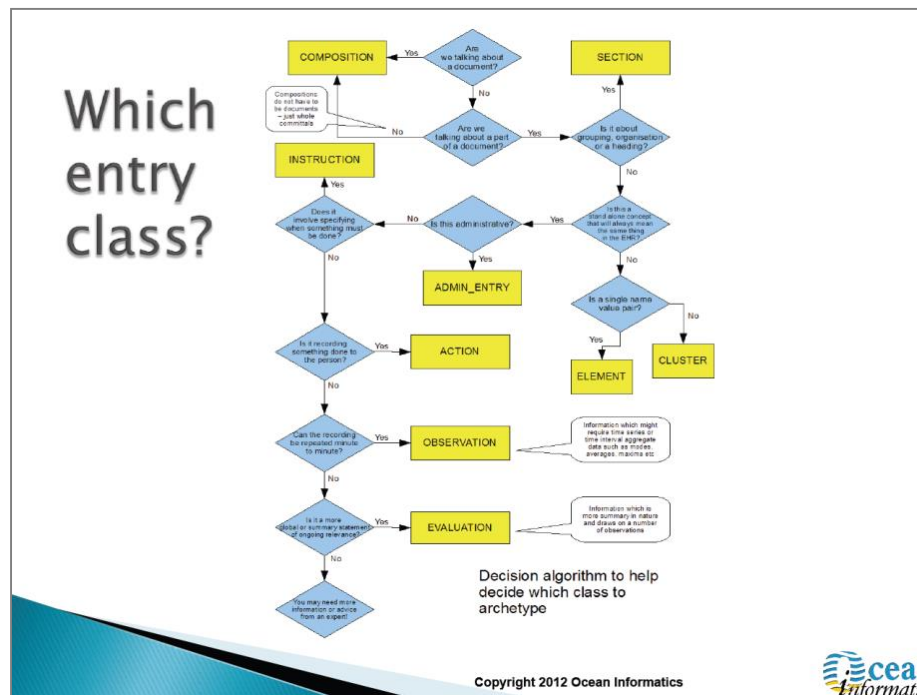 Which
entry
class?
Are
we talking about
a document?
Yes
COMPOSITION
No
Compositions
do not have to
be documents
– just whole
committals
Are we
talking about a part
of a document?
No
Yes
SECTION
Yes
Is it about
grouping, organisation
or a heading?
No
Is this a
stand alone concept
that will always mean
the same thing
in the EHR?
Yes
No
Is this administrative?
No
Yes
ADMIN_ENTRY
INSTRUCTION
Yes
Does it
involve specifying
when something must
be done?
No
Is a single name
value pair?
Yes
No
ELEMENT
CLUSTER
Is it recording
something done to
the person?
Yes
ACTION
No
Can the recording
be repeated minute
to minute?
Yes
OBSERVATION
Information which might
require time series or
time interval aggregate
data such as modes,
averages, maxima etc
No
Is it a more
global or summary statement
of ongoing relevance?
Yes
EVALUATION
Information which is
more summary in nature
and draws on a number
of observations
No
You may need more
information or advice
from an expert!
Decision algorithm to help
decide which class to
archetype
Copyright 2012 Ocean Informatics
Ocea
Informat